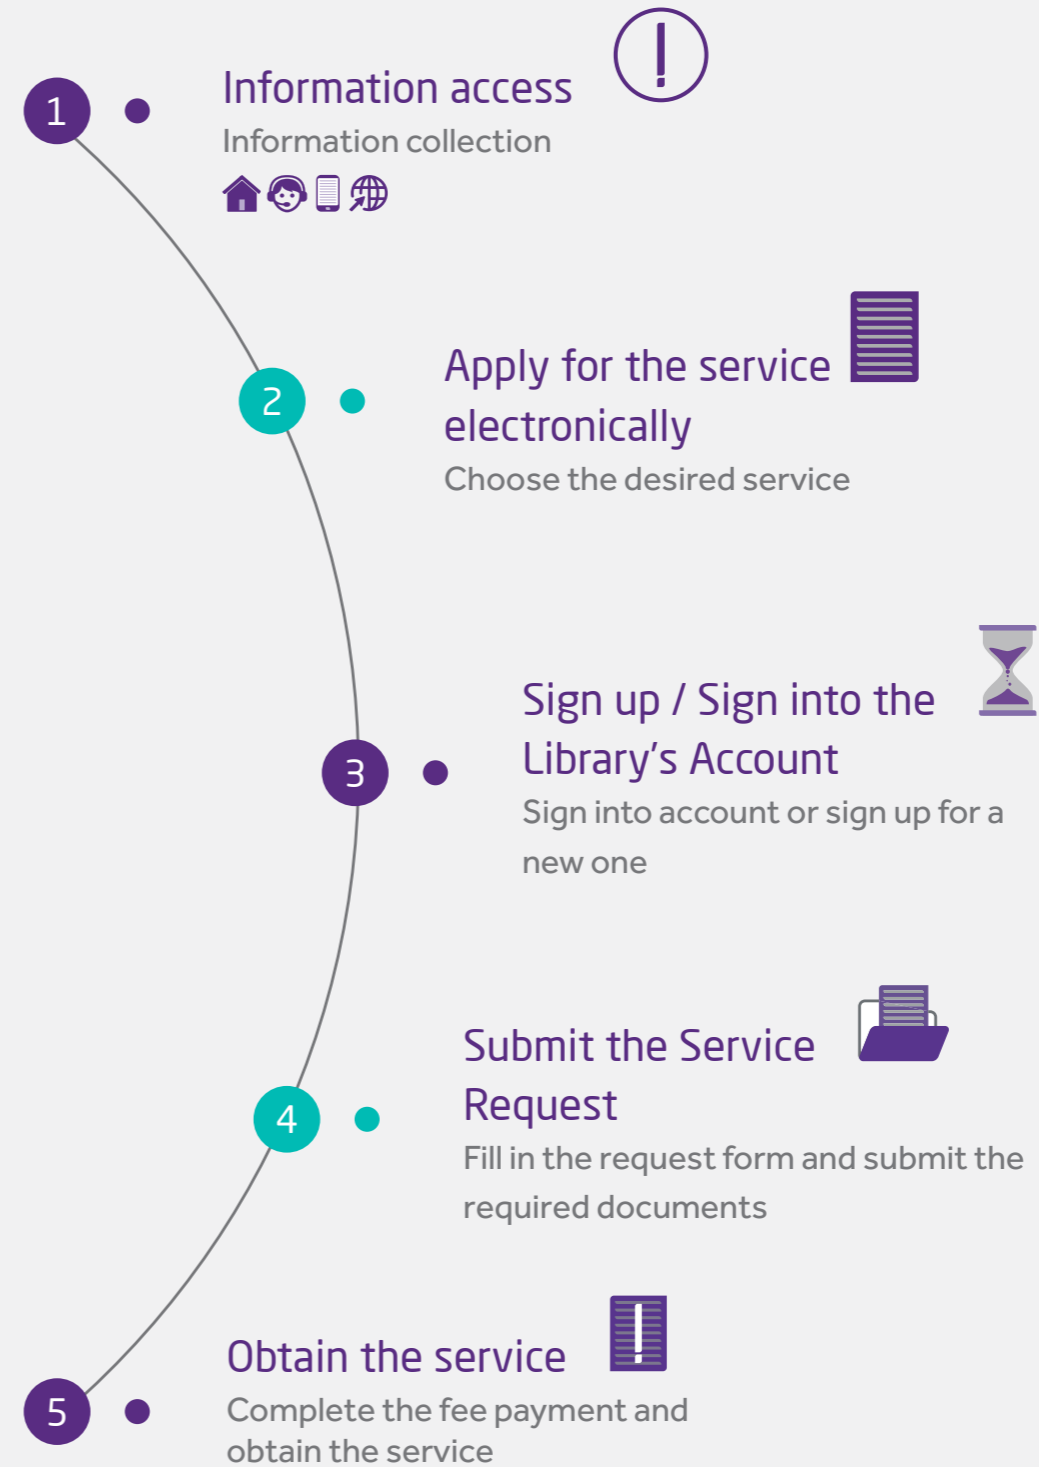 1
Information access
Information collection
2
Apply for the service
electronically
Choose the desired service
3
Sign up / Sign into the
Library’s Account
Sign into account or sign up for a
new one
4
Submit the Service
Request
Fill in the request form and submit the
required documents
5
Obtain the service
Complete the fee payment and
obtain the service